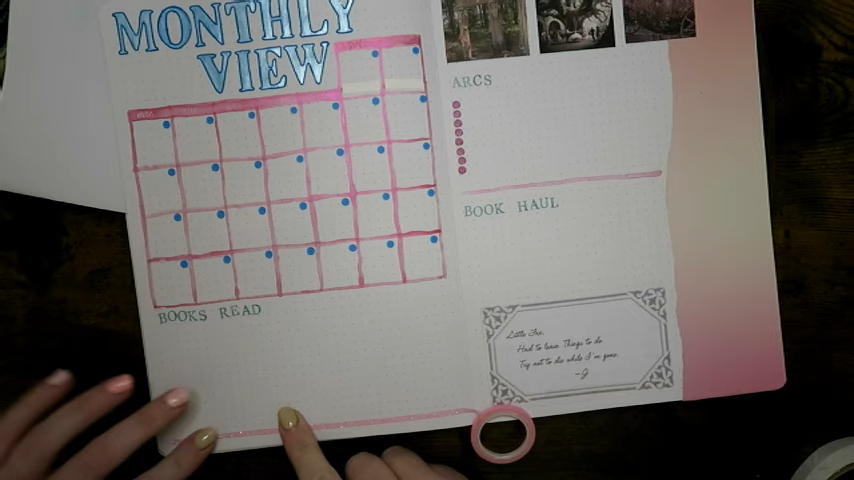 MONTHLY
VIEW
ARCS
BOOK HAUL
BOOKS READ
Little Fox,
Had to leave. Things to do.
Try not to die while I'm gone.
-J